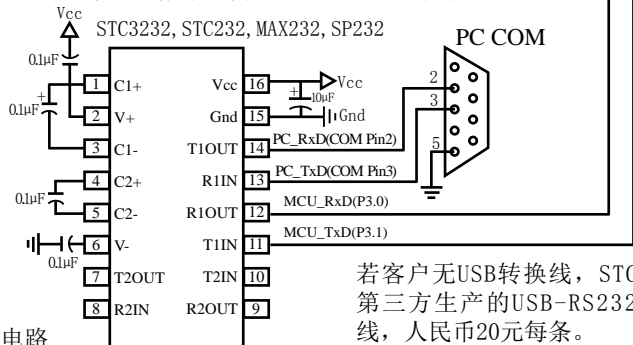 Vcc
STC3232,STC232,MAX232,SP232
PC COM
0.1μF
0.1μF
+
1 C1+
Vcc 16
Vcc
+
10μF
2 V+
Gnd 15
Gnd
3 C1-
T1OUT 14
PC_RxD(COM Pin2)
2
3
5
4 C2+
R1IN 13
PC_TxD(COM Pin3)
0.1μF
5 C2-
R1OUT 12
MCU_RxD(P3.0)
6 V-
T1IN 11
MCU_TxD(P3.1)
0.1μF
7 T2OUT
T2IN 10
8 R2IN
R2OUT 9
若客户无USB转换线，STC
第三方生产的USB-RS232
线，人民币20元每条。
电路